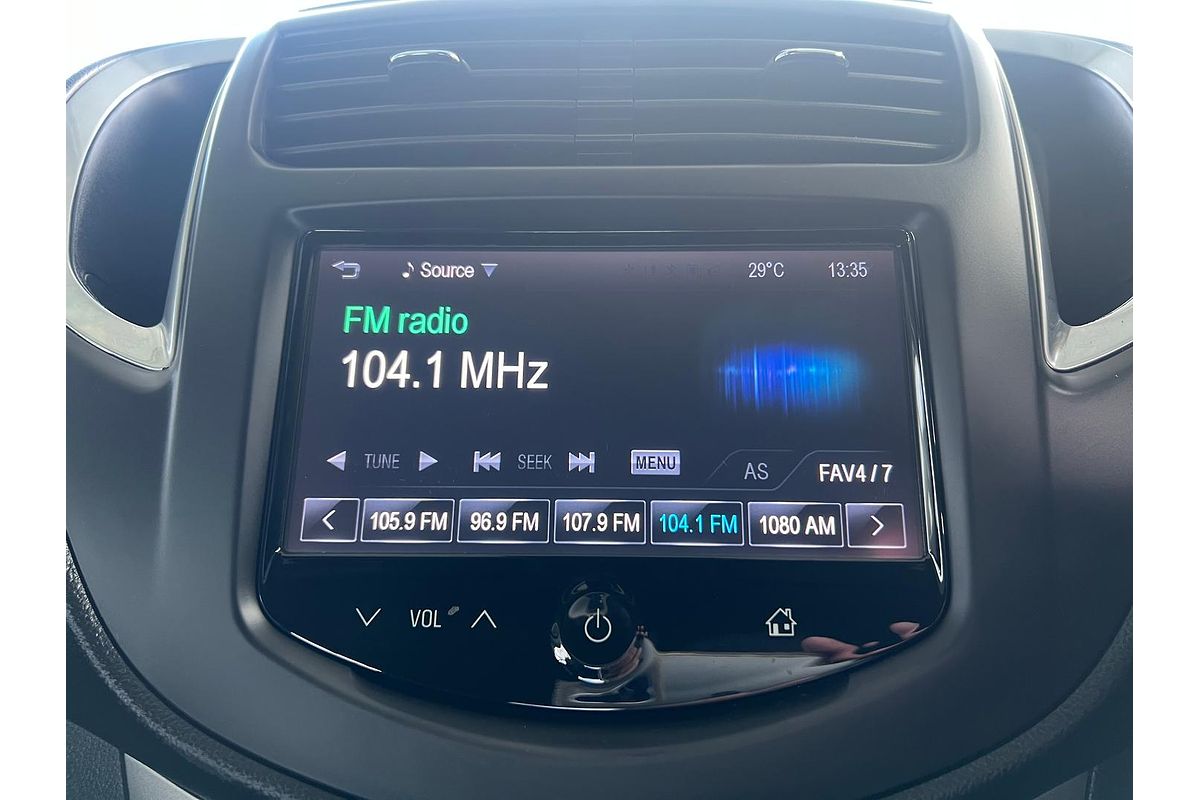 Source 29°C 13:35
FM radio
104.1 MHz
TUNE SEEK MENU AS FAV4/7
105.9 FM 96.9 FM 107.9 FM 104.1 FM 1080 AM
VOL